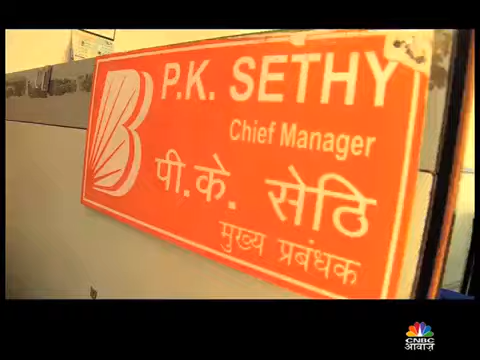 P.K. SETHY
Chief Manager
पी.के. सेठि
मुख्य प्रबंधक
CNBC
आवाज़